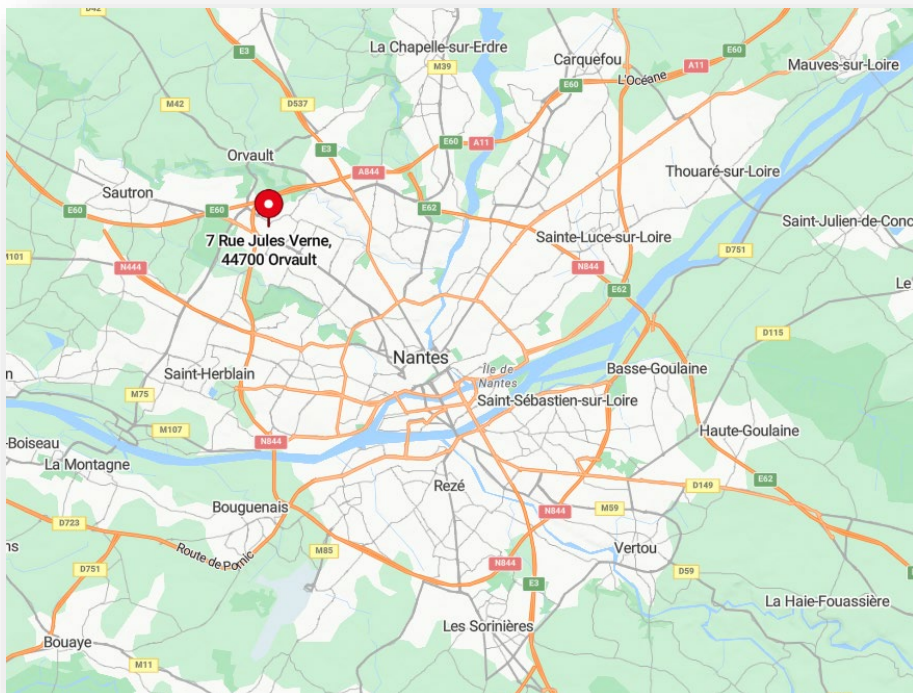 D42
E3
La Chapelle-sur-Erdre
M39
Carquefou
E60
A11
E60
L'Océane
Mauves-sur-Loire
E60
M42
D537
E3
E60
A11
Orvault
A844
Thouaré-sur-Loire
Sautron
E60
E60
E62
7 Rue Jules Verne,
44700 Orvault
Sainte-Luce-sur-Loire
Saint-Julien-de-Conc
D751
M101
N444
N844
E62
Le
D115
Nantes
Île de
Nantes
Basse-Goulaine
Saint-Herblain
n
M75
Saint-Sébastien-sur-Loire
M107
N844
Haute-Goulaine
-Boiseau
La Montagne
Rezé
E62
D149
Bouguenais
N844
M59
D723
Route de Pornic
M85
ns
Vertou
D751
N844
E3
D59
La Haie-Fouassière
Les Sorinières
Bouaye
M11